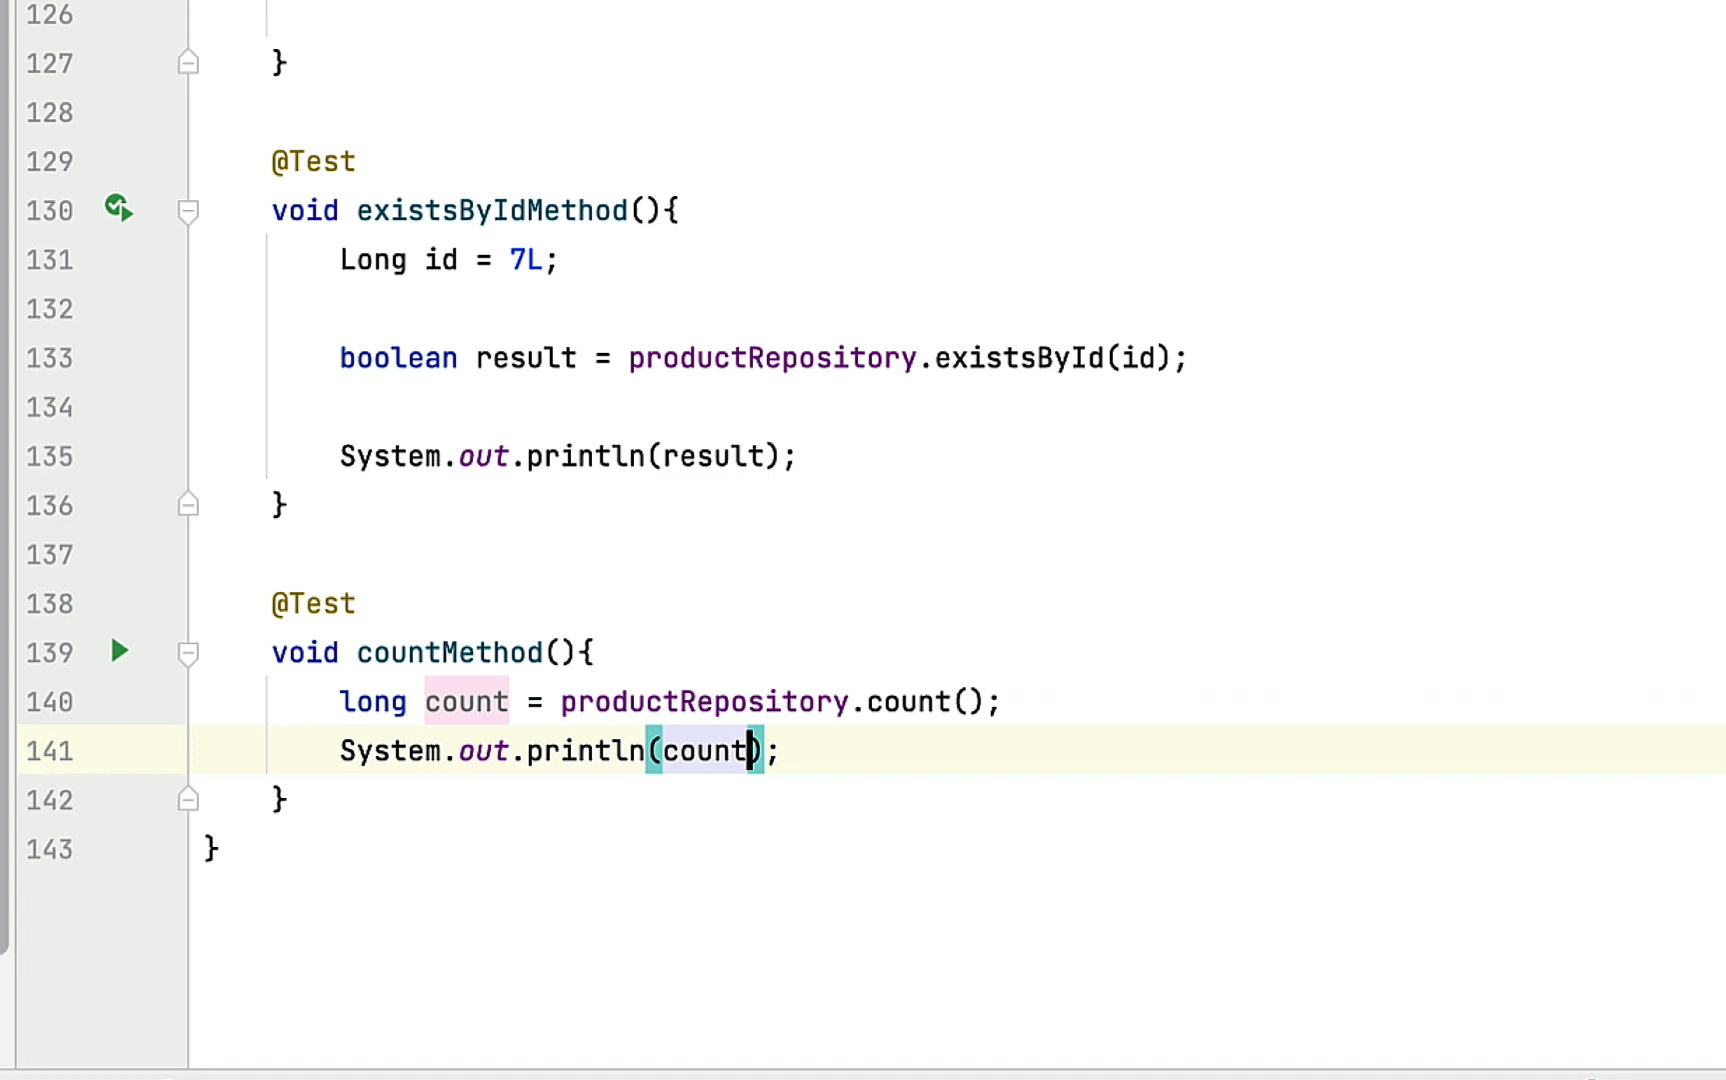 126
127 }
128
129 @Test
130 void existsByIdMethod(){
131 Long id = 7L;
132
133 boolean result = productRepository.existsById(id);
134
135 System.out.println(result);
136 }
137
138 @Test
139 void countMethod(){
140 long count = productRepository.count();
141 System.out.println(count);
142 }
143 }